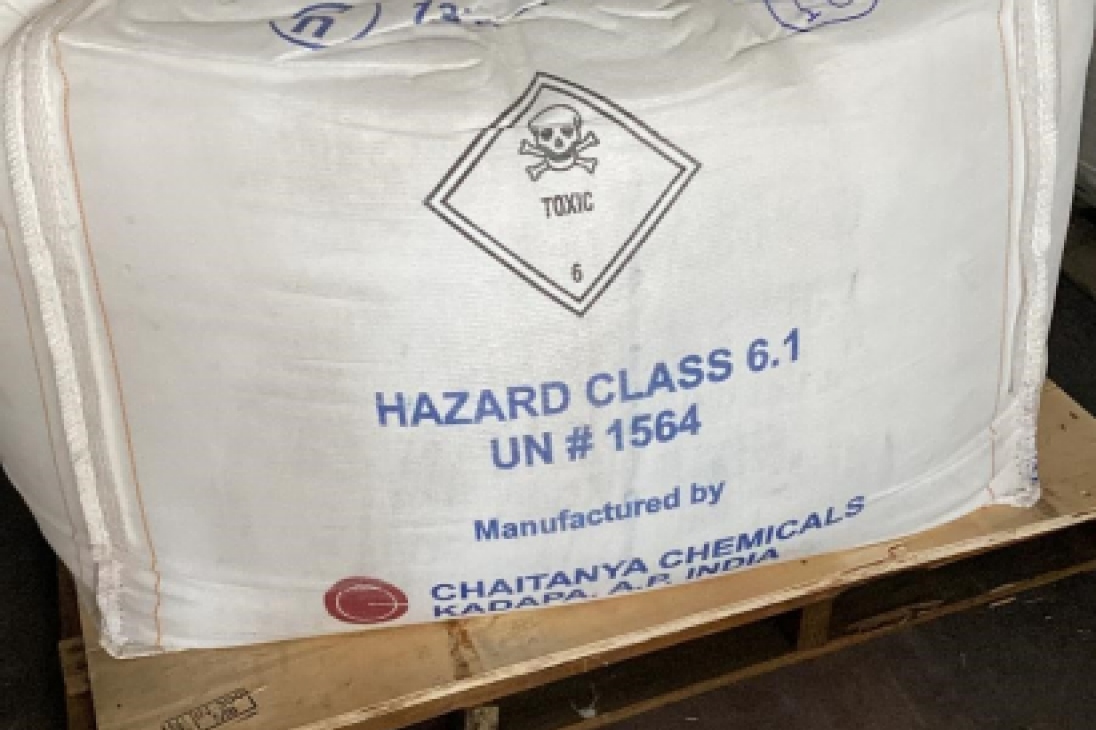 TOXIC
6
HAZARD CLASS 6.1
UN # 1564
Manufactured by
CHAITANYA CHEMICALS
KADAPA, A.P. INDIA